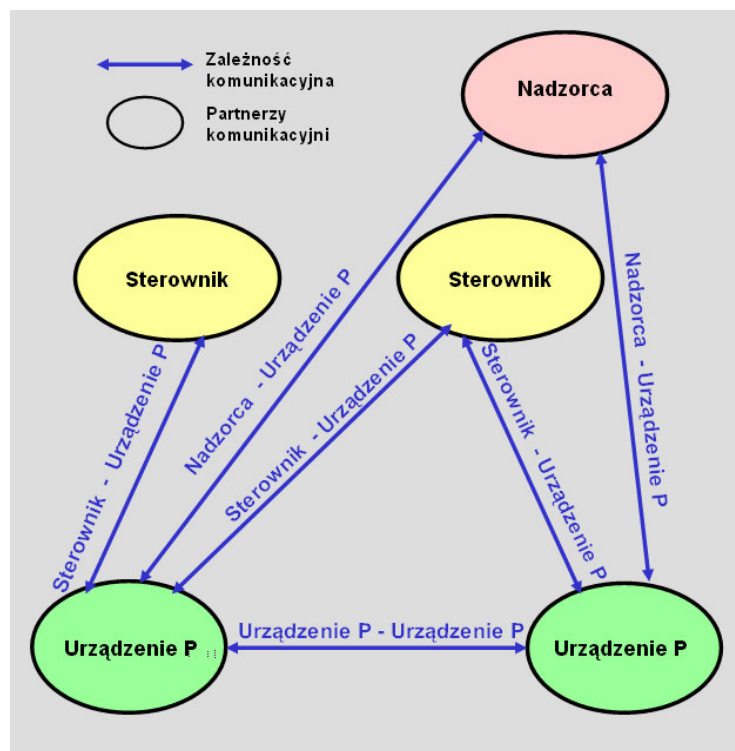 Zależność
komunikacyjna
Partnerzy
komunikacyjni
Nadzorca
Sterownik
Sterownik
Sterownik - Urządzenie P
Nadzorca - Urządzenie P
Sterownik - Urządzenie P
Sterownik - Urządzenie P
Nadzorca - Urządzenie P
Urządzenie P
Urządzenie P - Urządzenie P
Urządzenie P